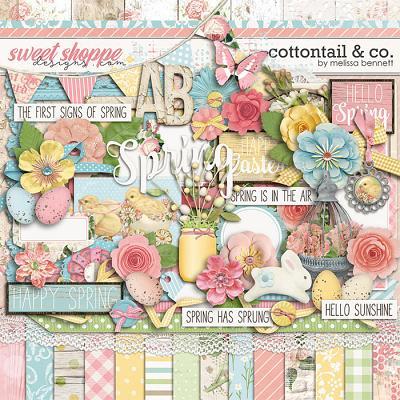 sweet shoppe
designs.com
cottontail & co.
by melissa bennett
HELLO
Spring
AB
THE FIRST SIGNS OF SPRING
Spring
HAPPY
Easter
SPRING IS IN THE AIR
HAPPY SPRING
SPRING HAS SPRUNG
HELLO SUNSHINE